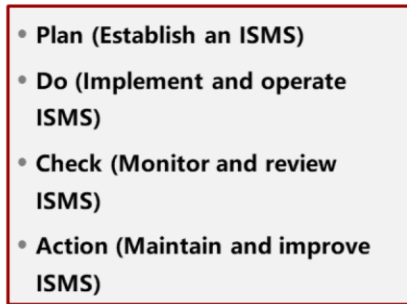 • Plan (Establish an ISMS)
• Do (Implement and operate
ISMS)
• Check (Monitor and review
ISMS)
• Action (Maintain and improve
ISMS)